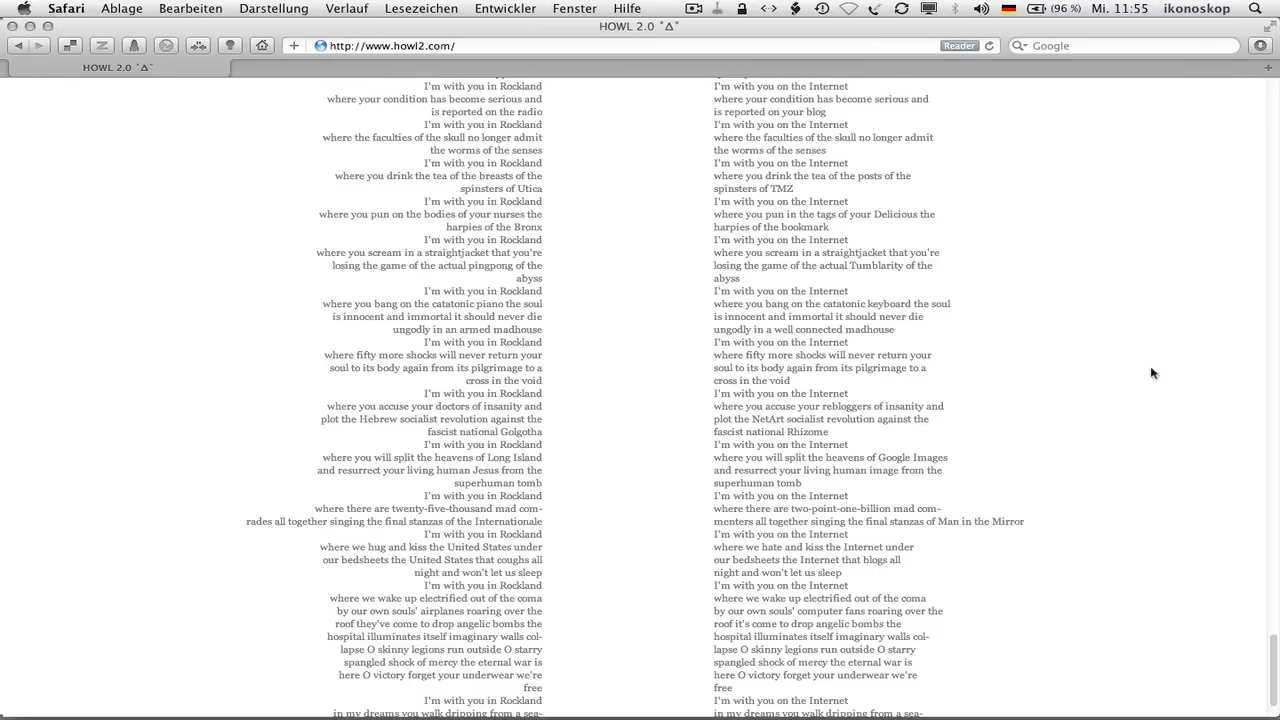 Safari Ablage Bearbeiten Darstellung Verlauf Lesezeichen Entwickler Fenster Hilfe (96 %) Mi. 11:55 ikonoskop
HOWL 2.0 ˚∆˚
http://www.howl2.com/ Reader Google
HOWL 2.0 ˚∆˚
I'm with you in Rockland
where your condition has become serious and
is reported on the radio
I'm with you in Rockland
where the faculties of the skull no longer admit
the worms of the senses
I'm with you in Rockland
where you drink the tea of the breasts of the
spinsters of Utica
I'm with you in Rockland
where you pun on the bodies of your nurses the
harpies of the Bronx
I'm with you in Rockland
where you scream in a straightjacket that you're
losing the game of the actual pingpong of the
abyss
I'm with you in Rockland
where you bang on the catatonic piano the soul
is innocent and immortal it should never die
ungodly in an armed madhouse
I'm with you in Rockland
where fifty more shocks will never return your
soul to its body again from its pilgrimage to a
cross in the void
I'm with you in Rockland
where you accuse your doctors of insanity and
plot the Hebrew socialist revolution against the
fascist national Golgotha
I'm with you in Rockland
where you will split the heavens of Long Island
and resurrect your living human Jesus from the
superhuman tomb
I'm with you in Rockland
where there are twenty-five-thousand mad com-
rades all together singing the final stanzas of the Internationale
I'm with you in Rockland
where we hug and kiss the United States under
our bedsheets the United States that coughs all
night and won't let us sleep
I'm with you in Rockland
where we wake up electrified out of the coma
by our own souls' airplanes roaring over the
roof they've come to drop angelic bombs the
hospital illuminates itself imaginary walls col-
lapse O skinny legions run outside O starry
spangled shock of mercy the eternal war is
here O victory forget your underwear we're
free
I'm with you in Rockland
in my dreams you walk dripping from a sea-
I'm with you on the Internet
where your condition has become serious and
is reported on your blog
I'm with you on the Internet
where the faculties of the skull no longer admit
the worms of the senses
I'm with you on the Internet
where you drink the tea of the posts of the
spinsters of TMZ
I'm with you on the Internet
where you pun in the tags of your Delicious the
harpies of the bookmark
I'm with you on the Internet
where you scream in a straightjacket that you're
losing the game of the actual Tumblarity of the
abyss
I'm with you on the Internet
where you bang on the catatonic keyboard the soul
is innocent and immortal it should never die
ungodly in a well connected madhouse
I'm with you on the Internet
where fifty more shocks will never return your
soul to its body again from its pilgrimage to a
cross in the void
I'm with you on the Internet
where you accuse your rebloggers of insanity and
plot the NetArt socialist revolution against the
fascist national Rhizome
I'm with you on the Internet
where you will split the heavens of Google Images
and resurrect your living human image from the
superhuman tomb
I'm with you on the Internet
where there are two-point-one-billion mad com-
menters all together singing the final stanzas of Man in the Mirror
I'm with you on the Internet
where we hate and kiss the Internet under
our bedsheets the Internet that blogs all
night and won't let us sleep
I'm with you on the Internet
where we wake up electrified out of the coma
by our own souls' computer fans roaring over the
roof it's come to drop angelic bombs the
hospital illuminates itself imaginary walls col-
lapse O skinny legions run outside O starry
spangled shock of mercy the eternal war is
here O victory forget your underwear we're
free
I'm with you on the Internet
in my dreams you walk dripping from a sea-